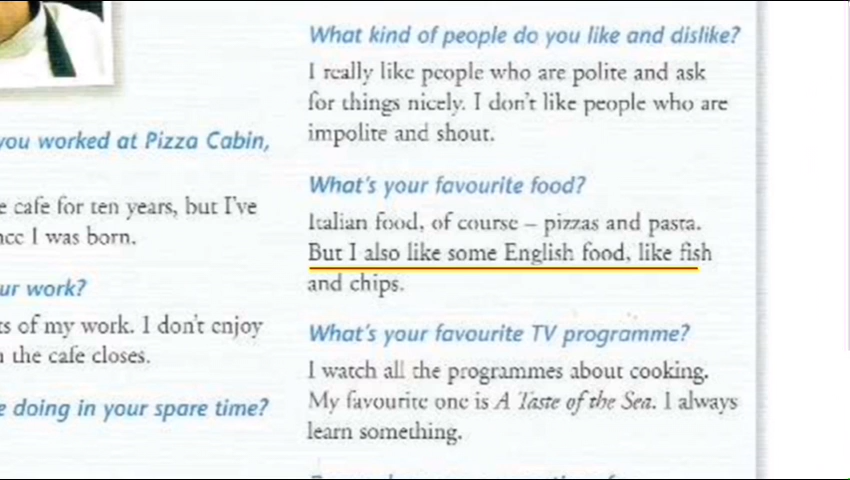 you worked at Pizza Cabin,
cafe for ten years, but I've
I was born.
work?
of my work. I don't enjoy
the cafe closes.
doing in your spare time?
What kind of people do you like and dislike?
I really like people who are polite and ask
for things nicely. I don't like people who are
impolite and shout.
What's your favourite food?
Italian food, of course – pizzas and pasta.
But I also like some English food, like fish
and chips.
What's your favourite TV programme?
I watch all the programmes about cooking.
My favourite one is A Taste of the Sea. I always
learn something.